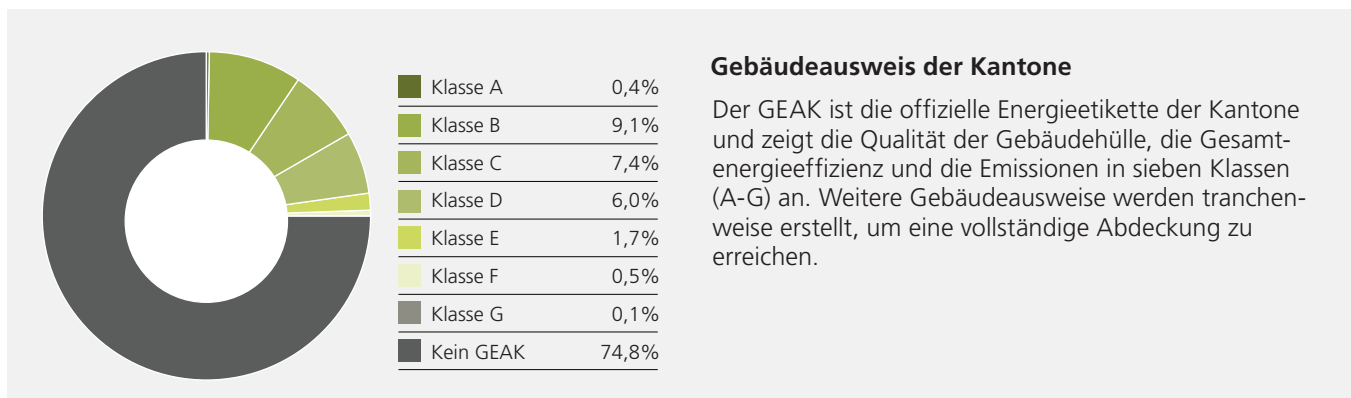 Klasse A 0,4%
Klasse B 9,1%
Klasse C 7,4%
Klasse D 6,0%
Klasse E 1,7%
Klasse F 0,5%
Klasse G 0,1%
Kein GEAK 74,8%
Gebäudeausweis der Kantone
Der GEAK ist die offizielle Energieetikette der Kantone
und zeigt die Qualität der Gebäudehülle, die Gesamt-
energieeffizienz und die Emissionen in sieben Klassen
(A-G) an. Weitere Gebäudeausweise werden tranchen-
weise erstellt, um eine vollständige Abdeckung zu
erreichen.